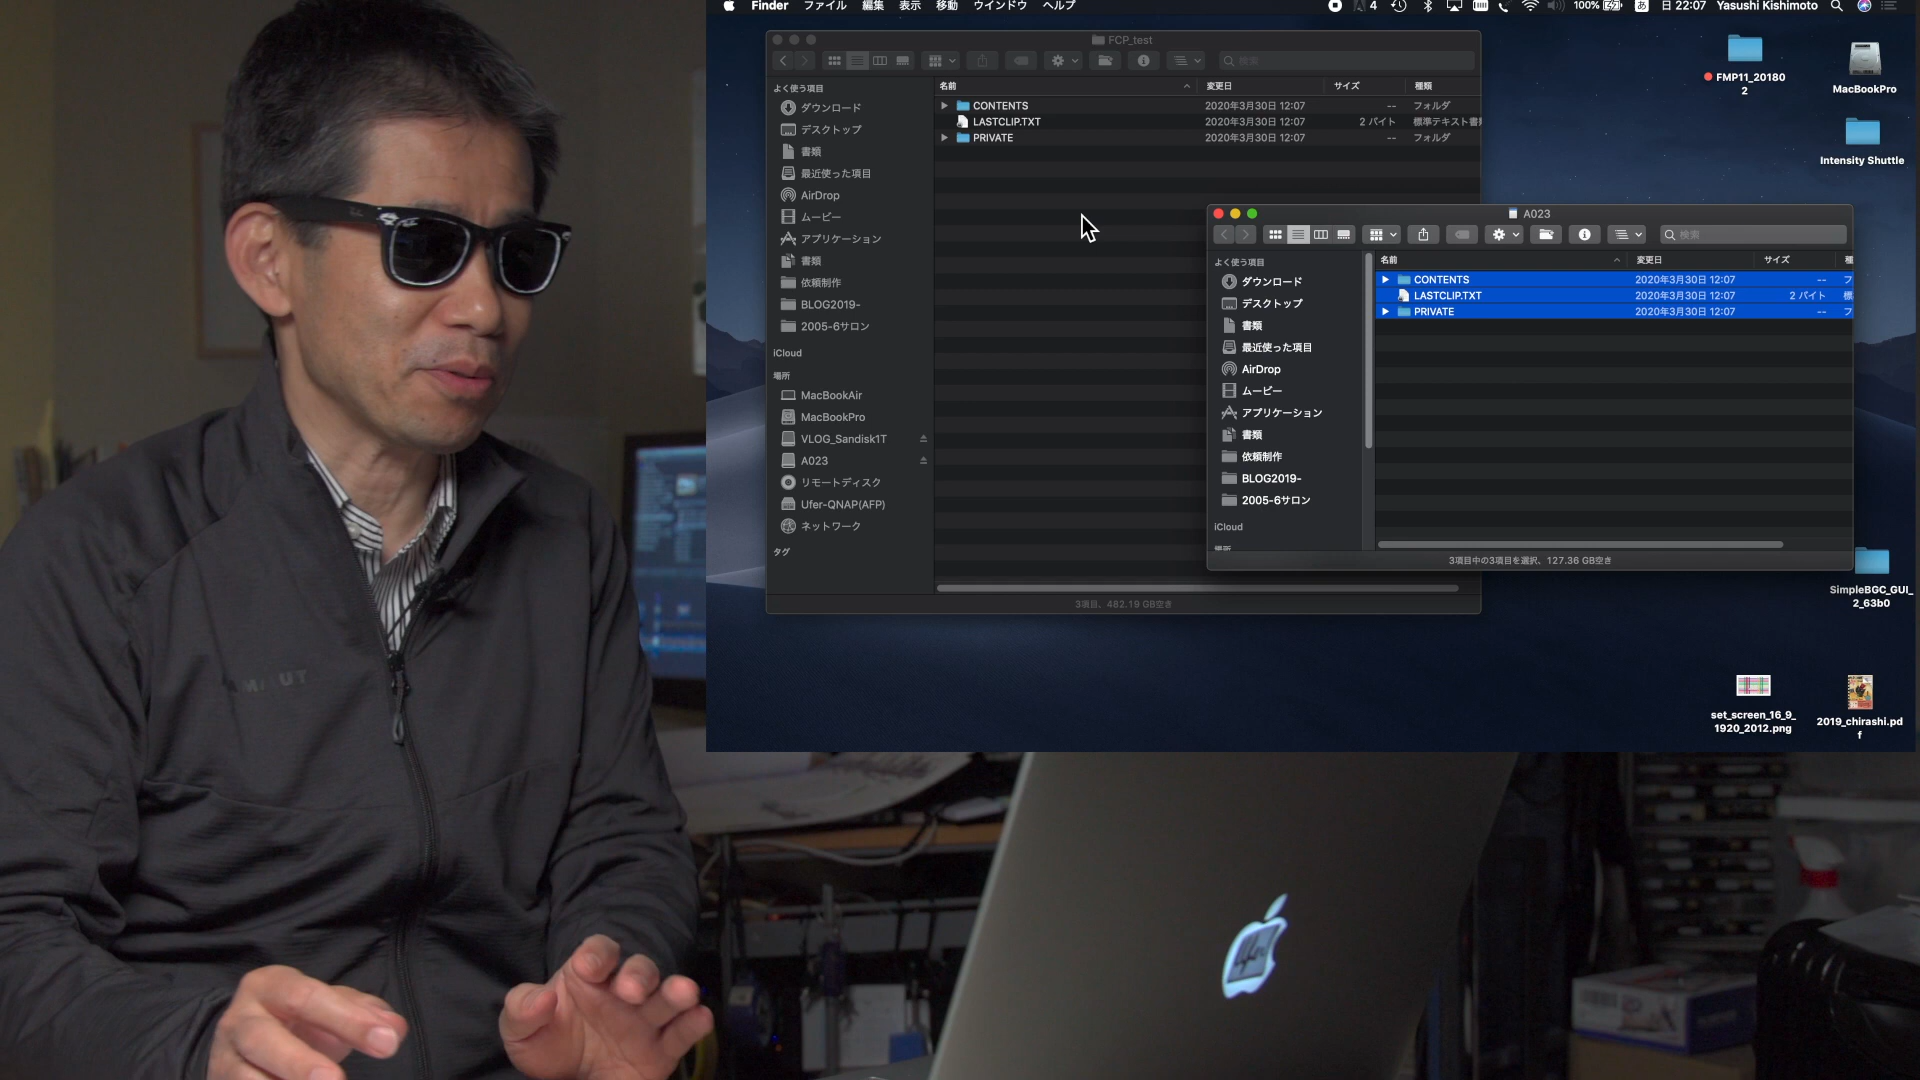 Finder ファイル 編集 表示 移動 ウインドウ ヘルプ
4 100% あ 日 22:07 Yasushi Kishimoto
FCP_test
検索
よく使う項目
ダウンロード
デスクトップ
書類
最近使った項目
AirDrop
ムービー
アプリケーション
書類
依頼制作
BLOG2019-
2005-6サロン
iCloud
場所
MacBookAir
MacBookPro
VLOG_Sandisk1T
A023
リモートディスク
Ufer-QNAP(AFP)
ネットワーク
タグ
名前 変更日 サイズ 種類
CONTENTS 2020年3月30日 12:07 -- フォルダ
LASTCLIP.TXT 2020年3月30日 12:07 2 バイト 標準テキスト書類
PRIVATE 2020年3月30日 12:07 -- フォルダ
3項目、482.19 GB空き
A023
検索
よく使う項目
ダウンロード
デスクトップ
書類
最近使った項目
AirDrop
ムービー
アプリケーション
書類
依頼制作
BLOG2019-
2005-6サロン
iCloud
場所
名前 変更日 サイズ 種
CONTENTS 2020年3月30日 12:07 -- フ
LASTCLIP.TXT 2020年3月30日 12:07 2 バイト 標
PRIVATE 2020年3月30日 12:07 -- フ
3項目中の3項目を選択、127.36 GB空き
FMP11_20180
2
MacBookPro
Intensity Shuttle
SimpleBGC_GUI_
2_63b0
set_screen_16_9_
1920_2012.png
2019_chirashi.pd
f
MAMMUT